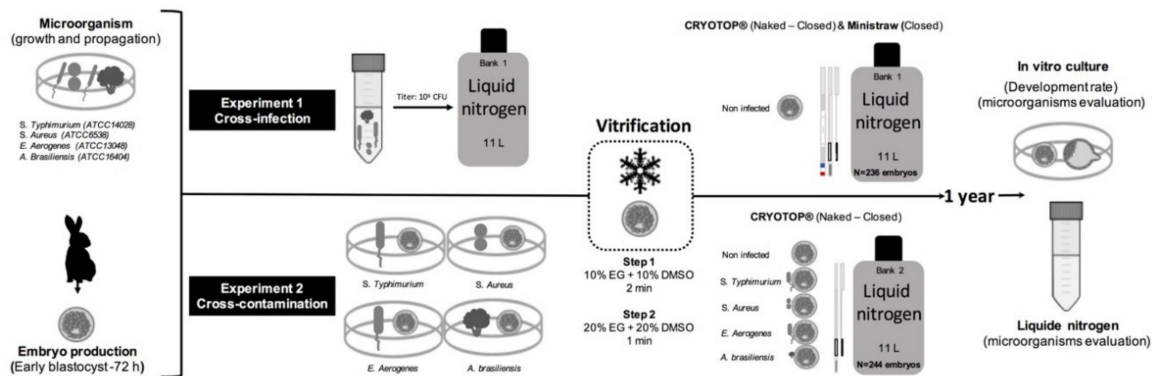 Microorganism
(growth and propagation)
S. Typhimurium (ATCC14028)
S. Aureus (ATCC6538)
E. Aerogenes (ATCC13048)
A. Brasiliensis (ATCC16404)
Embryo production
(Early blastocyst -72 h)
Experiment 1
Cross-infection
Titer: 10⁶ CFU
Bank 1
Liquid
nitrogen
11 L
Experiment 2
Cross-contamination
S. Typhimurium
S. Aureus
E. Aerogenes
A. brasiliensis
Vitrification
Step 1
10% EG + 10% DMSO
2 min
Step 2
20% EG + 20% DMSO
1 min
CRYOTOP® (Naked – Closed) & Ministraw (Closed)
Non infected
Bank 1
Liquid
nitrogen
11 L
N=236 embryos
CRYOTOP® (Naked – Closed)
Non infected
S. Typhimurium
S. Aureus
E. Aerogenes
A. brasiliensis
Bank 2
Liquid
nitrogen
11 L
N=244 embryos
1 year
In vitro culture
(Development rate)
(microorganisms evaluation)
Liquide nitrogen
(microorganisms evaluation)